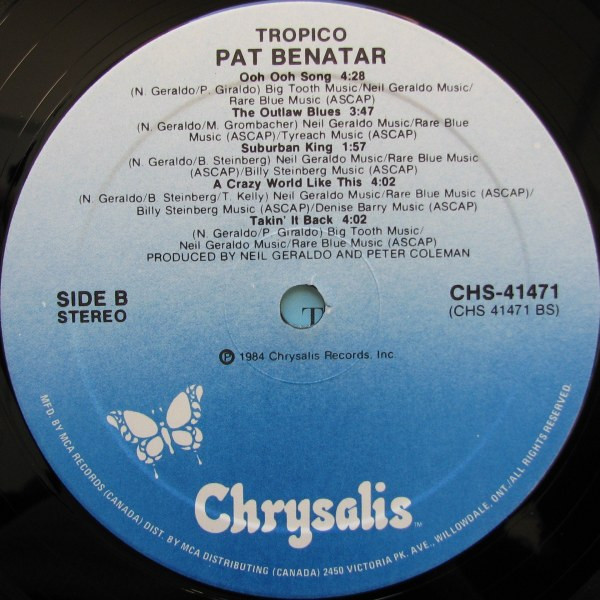 TROPICO
PAT BENATAR
Ooh Ooh Song 4:28
(N. Geraldo/P. Giraldo) Big Tooth Music/Neil Geraldo Music/
Rare Blue Music (ASCAP)
The Outlaw Blues 3:47
(N. Geraldo/M. Grombacher) Neil Geraldo Music/Rare Blue
Music (ASCAP)/Tyreach Music (ASCAP)
Suburban King 1:57
(N. Geraldo/B. Steinberg) Neil Geraldo Music/Rare Blue Music
(ASCAP)/Billy Steinberg Music (ASCAP)
A Crazy World Like This 4:02
(N. Geraldo/B. Steinberg/T. Kelly) Neil Geraldo Music/Rare Blue Music (ASCAP)/
Billy Steinberg Music (ASCAP)/Denise Barry Music (ASCAP)
Takin' It Back 4:02
(N. Geraldo/P. Giraldo) Big Tooth Music/
Neil Geraldo Music/Rare Blue Music (ASCAP)
PRODUCED BY NEIL GERALDO AND PETER COLEMAN
SIDE B
STEREO
CHS-41471
(CHS 41471 BS)
T
℗ 1984 Chrysalis Records, Inc.
Chrysalis™
MFD. BY MCA RECORDS (CANADA) DIST. BY MCA DISTRIBUTING (CANADA) 2450 VICTORIA PK. AVE., WILLOWDALE, ONT./ALL RIGHTS RESERVED.